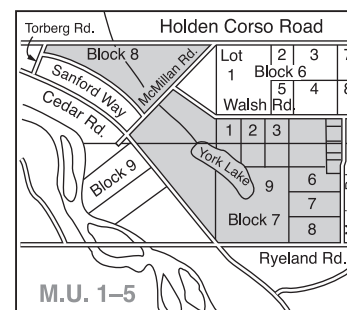 Torberg Rd.
Holden Corso Road
Block 8
McMillan Rd.
Lot
1
2
3
7
Block 6
5
4
8
Sanford Way
Walsh Rd.
Cedar Rd.
1
2
3
York Lake
Block 9
9
6
7
Block 7
8
Ryeland Rd.
M.U. 1–5